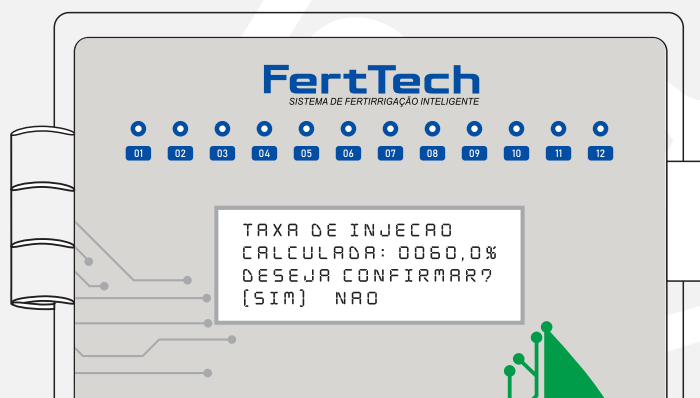 FertTech
SISTEMA DE FERTIRRIGAÇÃO INTELIGENTE
01 02 03 04 05 06 07 08 09 10 11 12
TAXA DE INJECAO
CALCULADA: 0060,0%
DESEJA CONFIRMAR?
[SIM] NAO